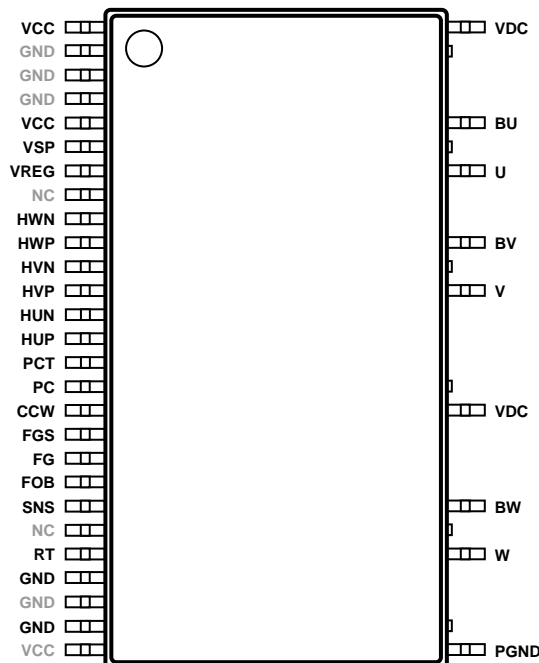 VCC
GND
GND
GND
VCC
VSP
VREG
NC
HWN
HWP
HVN
HVP
HUN
HUP
PCT
PC
CCW
FGS
FG
FOB
SNS
NC
RT
GND
GND
GND
VCC
VDC
BU
U
BV
V
VDC
BW
W
PGND